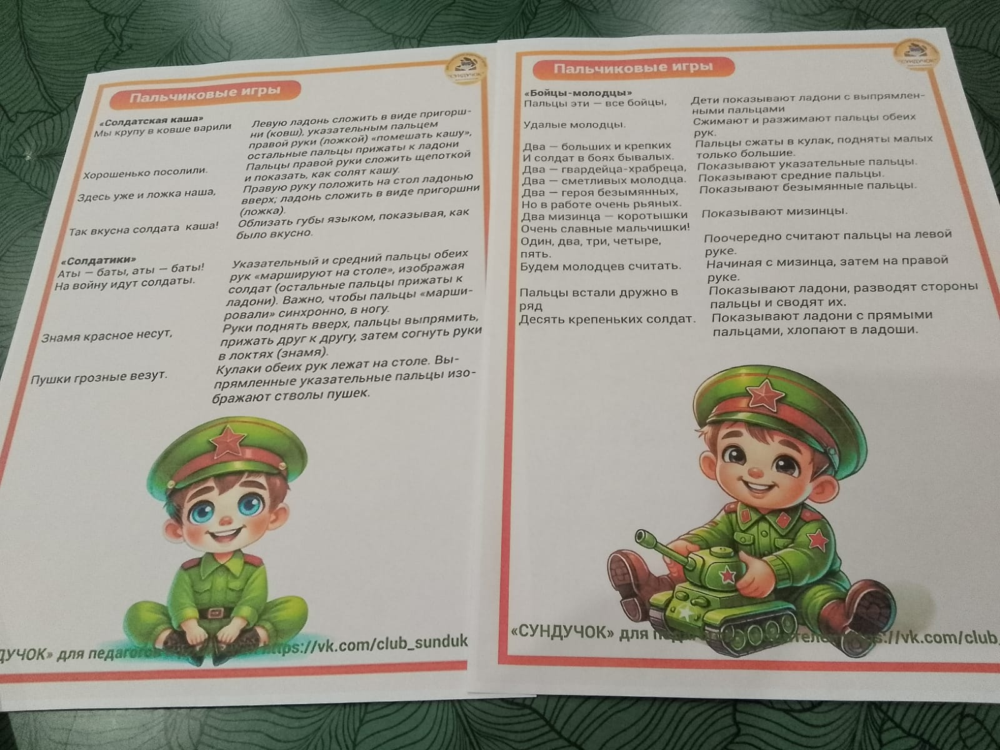 "СУНДУЧОК"
Пальчиковые игры
«Солдатская каша»
Мы крупу в ковше варили
Левую ладонь сложить в виде пригорш-
ни (ковш), указательным пальцем
правой руки (ложкой) «помешать кашу»,
остальные пальцы прижаты к ладони
Хорошенько посолили.
Пальцы правой руки сложить щепоткой
и показать, как солят кашу.
Здесь уже и ложка наша,
Правую руку положить на стол ладонью
вверх; ладонь сложить в виде пригоршни
(ложка).
Так вкусна солдата каша!
Облизать губы языком, показывая, как
было вкусно.
«Солдатики»
Аты — баты, аты — баты!
На войну идут солдаты.
Указательный и средний пальцы обеих
рук «маршируют на столе», изображая
солдат (остальные пальцы прижаты к
ладони). Важно, чтобы пальцы «марши-
ровали» синхронно, в ногу.
Знамя красное несут,
Руки поднять вверх, пальцы выпрямить,
прижать друг к другу, затем согнуть руки
в локтях (знамя).
Пушки грозные везут.
Кулаки обеих рук лежат на столе. Вы-
прямленные указательные пальцы изо-
бражают стволы пушек.
ДУЧОК» для педагогов https://vk.com/club_sunduk
"СУНДУЧОК"
Пальчиковые игры
«Бойцы-молодцы»
Пальцы эти — все бойцы,
Дети показывают ладони с выпрямлен-
ными пальцами
Удалые молодцы.
Сжимают и разжимают пальцы обеих
рук.
Два — больших и крепких
И солдат в боях бывалых.
Пальцы сжаты в кулак, подняты малых
только большие.
Два — гвардейца-храбреца,
Показывают указательные пальцы.
Два — сметливых молодца.
Показывают средние пальцы.
Два — героя безымянных,
Но в работе очень рьяных.
Показывают безымянные пальцы.
Два мизинца — коротышки
Очень славные мальчишки!
Показывают мизинцы.
Один, два, три, четыре,
пять.
Поочередно считают пальцы на левой
руке.
Будем молодцев считать.
Начиная с мизинца, затем на правой
руке.
Пальцы встали дружно в
ряд
Показывают ладони, разводят стороны
пальцы и сводят их.
Десять крепеньких солдат.
Показывают ладони с прямыми
пальцами, хлопают в ладоши.
«СУНДУЧОК» для s://vk.com/club_